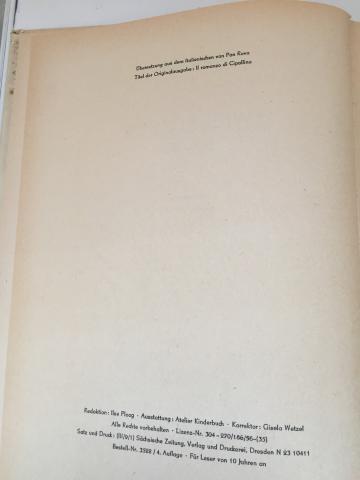 Übersetzung aus dem Italienischen von Pan Rova
Titel der Originalausgabe: Il romanzo di Cipollino
Redaktion: Ilse Ploog · Ausstattung: Atelier Kinderbuch · Korrektor: Gisela Wetzel
Alle Rechte vorbehalten · Lizenz-Nr. 304-270/166/56-(35)
Satz und Druck: (III/9/1) Sächsische Zeitung, Verlag und Druckerei, Dresden N 23 10411
Bestell-Nr. 3528 / 4. Auflage · Für Leser von 10 Jahren an